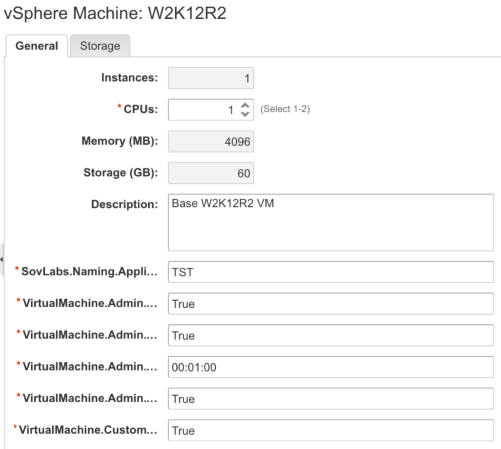 vSphere Machine: W2K12R2
General Storage
Instances: 1
*CPUs: 1 (Select 1-2)
Memory (MB): 4096
Storage (GB): 60
Description: Base W2K12R2 VM
*SovLabs.Naming.Appli... TST
*VirtualMachine.Admin.... True
*VirtualMachine.Admin.... True
*VirtualMachine.Admin.... 00:01:00
*VirtualMachine.Admin.... True
*VirtualMachine.Custom... True